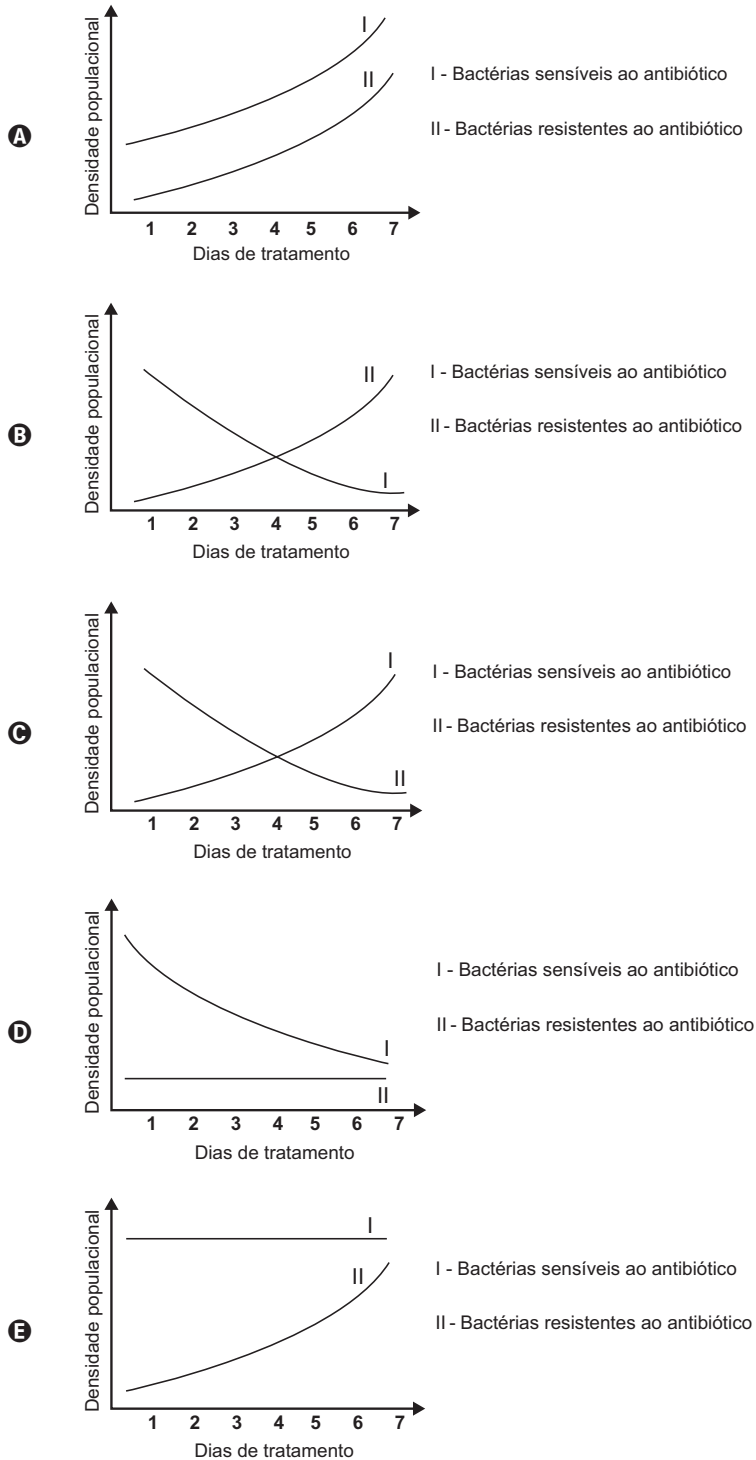 Densidade populacional
I
II
1 2 3 4 5 6 7
Dias de tratamento
A
I - Bactérias sensíveis ao antibiótico
II - Bactérias resistentes ao antibiótico
Densidade populacional
II
I
1 2 3 4 5 6 7
Dias de tratamento
B
I - Bactérias sensíveis ao antibiótico
II - Bactérias resistentes ao antibiótico
Densidade populacional
I
II
1 2 3 4 5 6 7
Dias de tratamento
C
I - Bactérias sensíveis ao antibiótico
II - Bactérias resistentes ao antibiótico
Densidade populacional
I
II
1 2 3 4 5 6 7
Dias de tratamento
D
I - Bactérias sensíveis ao antibiótico
II - Bactérias resistentes ao antibiótico
Densidade populacional
I
II
1 2 3 4 5 6 7
Dias de tratamento
E
I - Bactérias sensíveis ao antibiótico
II - Bactérias resistentes ao antibiótico